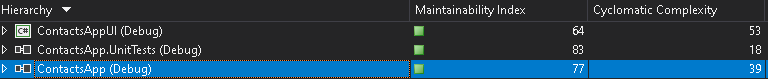 Hierarchy Maintainability Index Cyclomatic Complexity
C# ContactsAppUI (Debug) 64 53
ContactsApp.UnitTests (Debug) 83 18
ContactsApp (Debug) 77 39